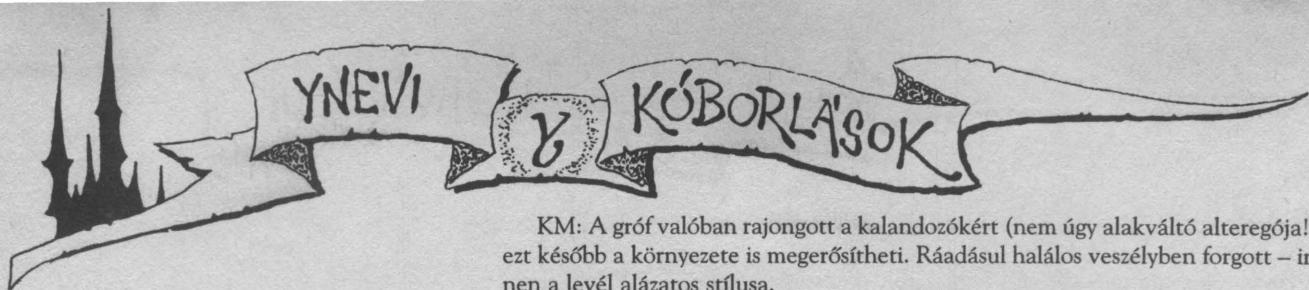 YNEVI
KÓBORLÁSOK
KM: A gróf valóban rajongott a kalandozókért (nem úgy alakváltó alteregója!
ezt később a környezete is megerősítheti. Ráadásul halálos veszélyben forgott – in
nen a levél alázatos stílusa.